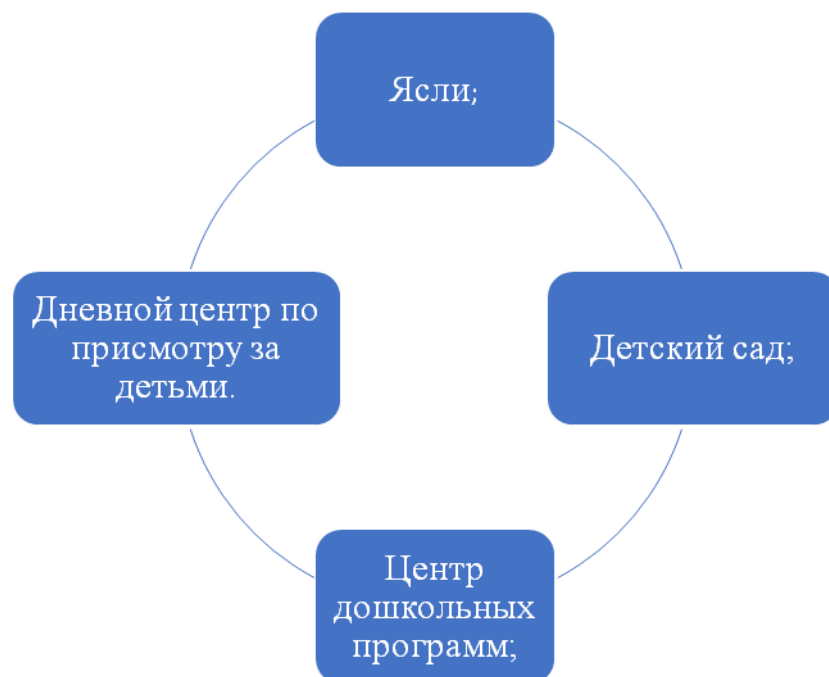 Ясли;
Детский сад;
Центр
дошкольных
программ;
Дневной центр по
присмотру за
детьми.